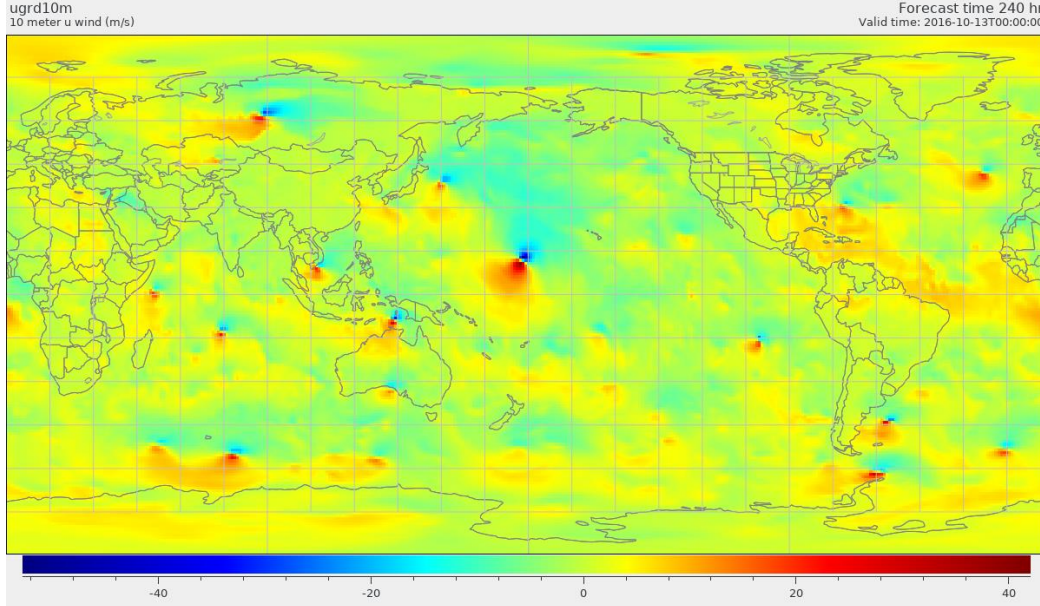 ugrd10m
Forecast time 240 hr
10 meter u wind (m/s)
Valid time: 2016-10-13T00:00:00
-40 -20 0 20 40